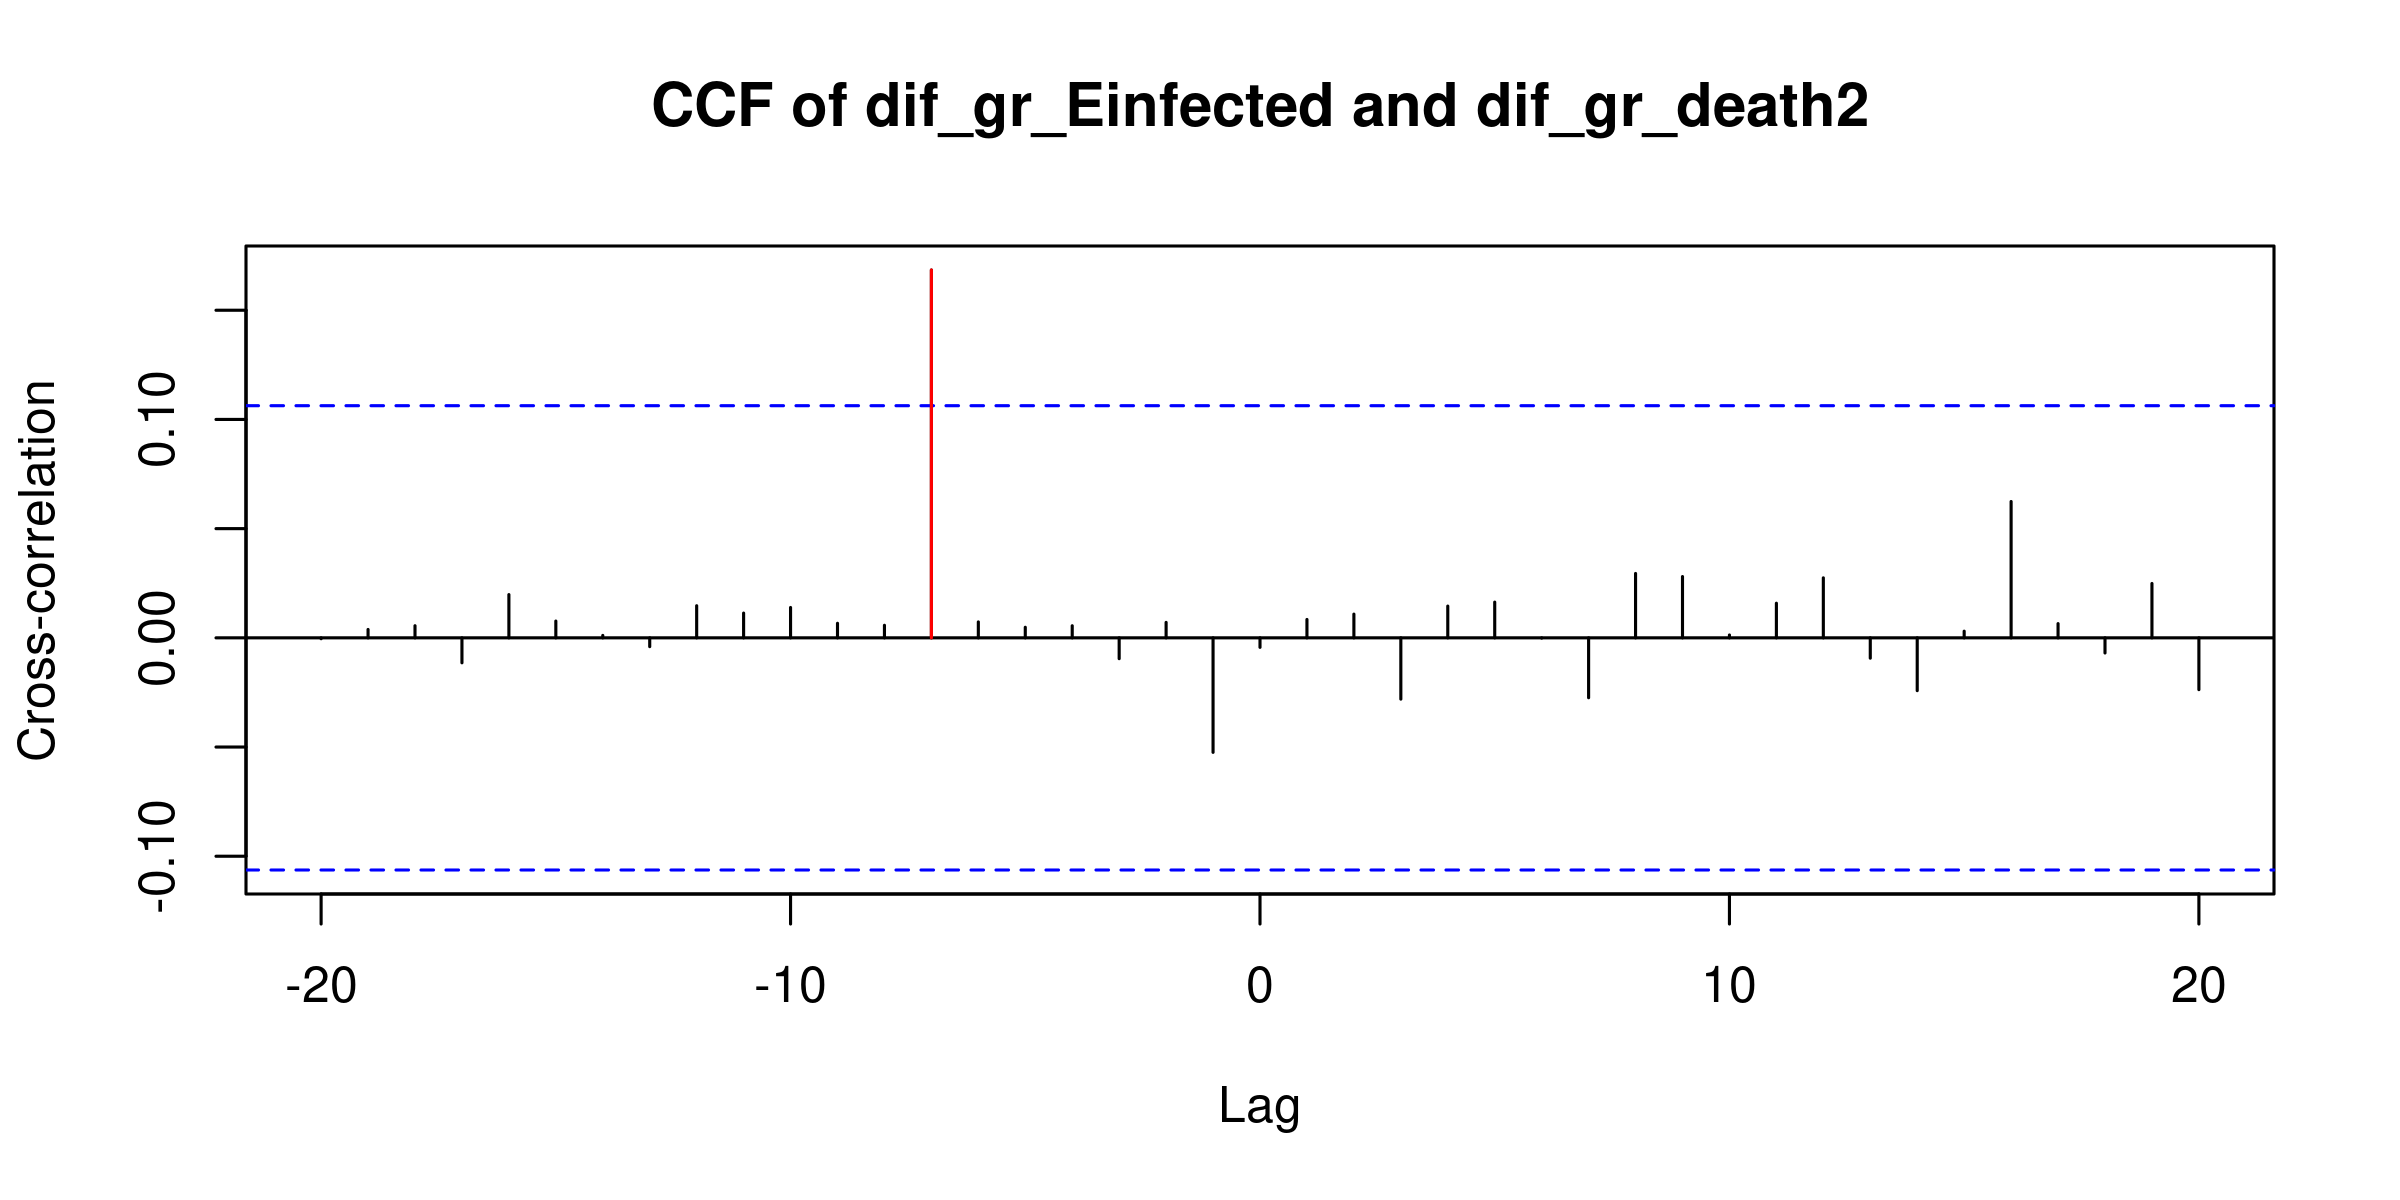 CCF of dif_gr_Einfected and dif_gr_death2
Cross-correlation
0.10
0.00
-0.10
-20 -10 0 10 20
Lag